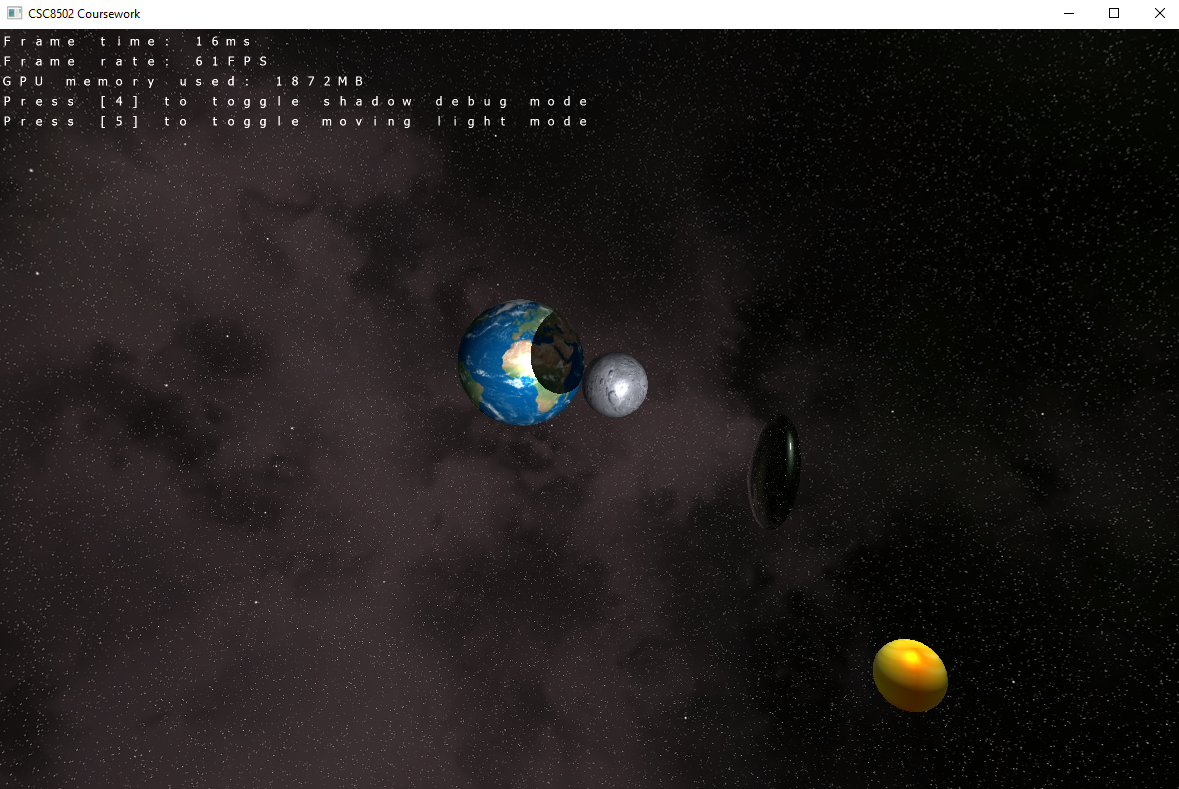 CSC8502 Coursework
Frame time: 16ms
Frame rate: 61FPS
GPU memory used: 1872MB
Press [4] to toggle shadow debug mode
Press [5] to toggle moving light mode